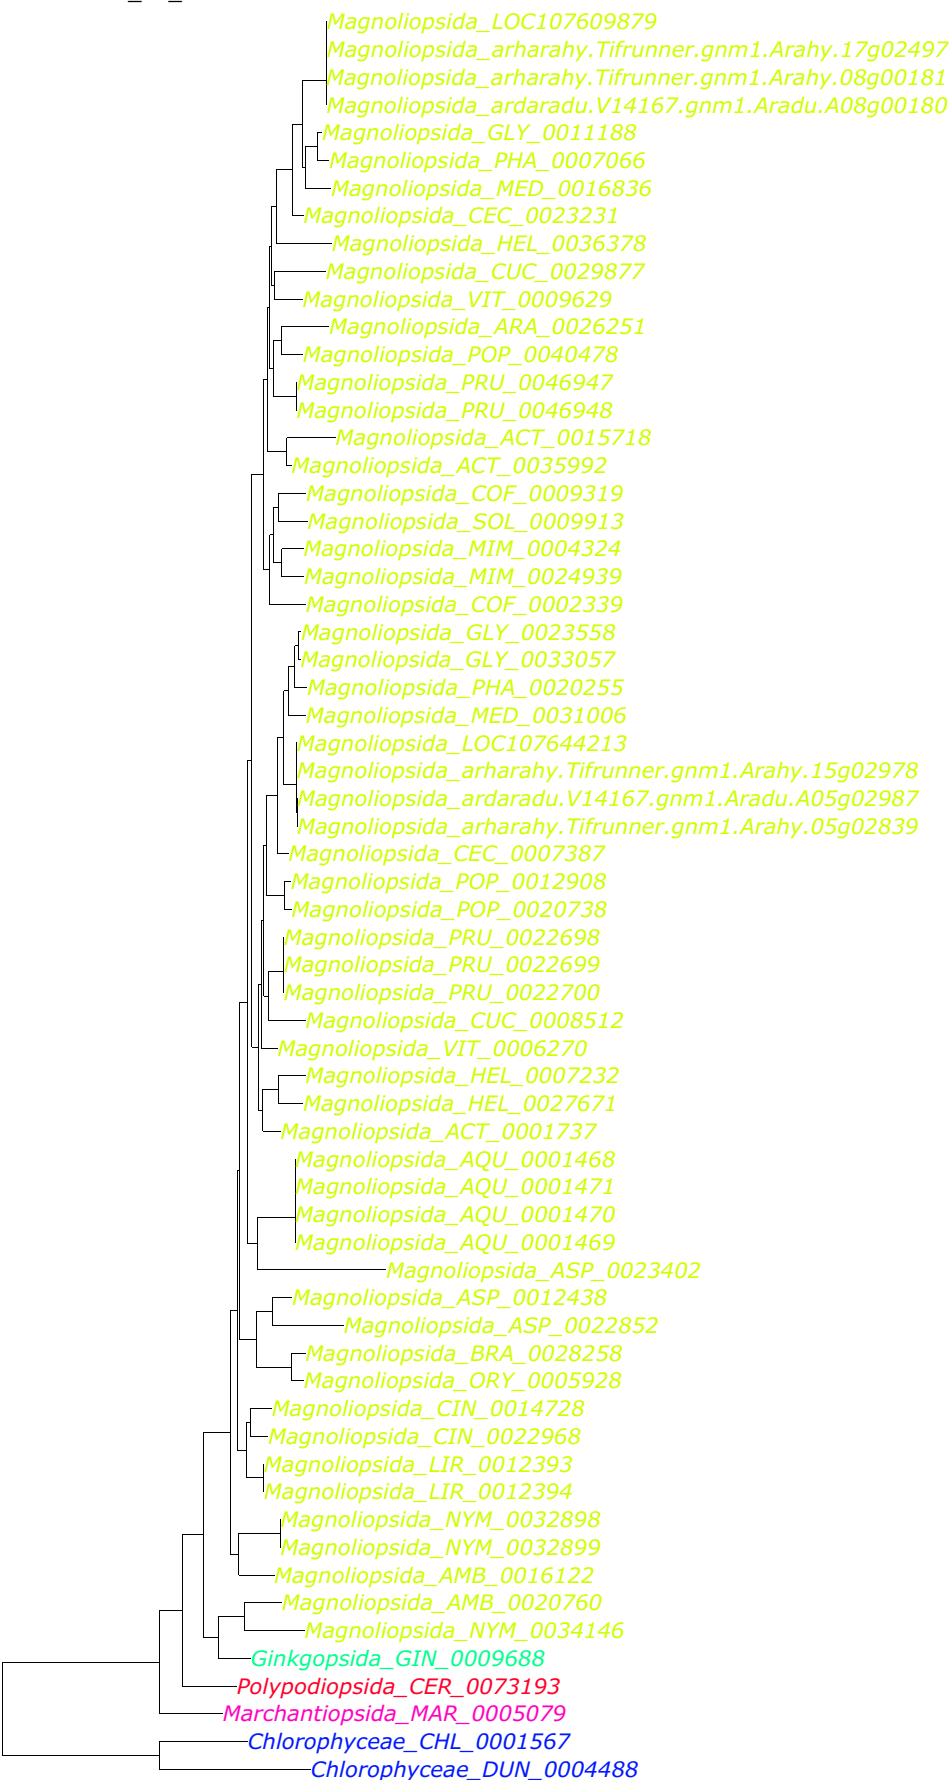 Magnoliopsida_LOC107609879
Magnoliopsida_arharahy.Tifrunner.gnm1.Arahy.17g02497
Magnoliopsida_arharahy.Tifrunner.gnm1.Arahy.08g00181
Magnoliopsida_ardaradu.V14167.gnm1.Aradu.A08g00180
Magnoliopsida_GLY_0011188
Magnoliopsida_PHA_0007066
Magnoliopsida_MED_0016836
Magnoliopsida_CEC_0023231
Magnoliopsida_HEL_0036378
Magnoliopsida_CUC_0029877
Magnoliopsida_VIT_0009629
Magnoliopsida_ARA_0026251
Magnoliopsida_POP_0040478
Magnoliopsida_PRU_0046947
Magnoliopsida_PRU_0046948
Magnoliopsida_ACT_0015718
Magnoliopsida_ACT_0035992
Magnoliopsida_COF_0009319
Magnoliopsida_SOL_0009913
Magnoliopsida_MIM_0004324
Magnoliopsida_MIM_0024939
Magnoliopsida_COF_0002339
Magnoliopsida_GLY_0023558
Magnoliopsida_GLY_0033057
Magnoliopsida_PHA_0020255
Magnoliopsida_MED_0031006
Magnoliopsida_LOC107644213
Magnoliopsida_arharahy.Tifrunner.gnm1.Arahy.15g02978
Magnoliopsida_ardaradu.V14167.gnm1.Aradu.A05g02987
Magnoliopsida_arharahy.Tifrunner.gnm1.Arahy.05g02839
Magnoliopsida_CEC_0007387
Magnoliopsida_POP_0012908
Magnoliopsida_POP_0020738
Magnoliopsida_PRU_0022698
Magnoliopsida_PRU_0022699
Magnoliopsida_PRU_0022700
Magnoliopsida_CUC_0008512
Magnoliopsida_VIT_0006270
Magnoliopsida_HEL_0007232
Magnoliopsida_HEL_0027671
Magnoliopsida_ACT_0001737
Magnoliopsida_AQU_0001468
Magnoliopsida_AQU_0001471
Magnoliopsida_AQU_0001470
Magnoliopsida_AQU_0001469
Magnoliopsida_ASP_0023402
Magnoliopsida_ASP_0012438
Magnoliopsida_ASP_0022852
Magnoliopsida_BRA_0028258
Magnoliopsida_ORY_0005928
Magnoliopsida_CIN_0014728
Magnoliopsida_CIN_0022968
Magnoliopsida_LIR_0012393
Magnoliopsida_LIR_0012394
Magnoliopsida_NYM_0032898
Magnoliopsida_NYM_0032899
Magnoliopsida_AMB_0016122
Magnoliopsida_AMB_0020760
Magnoliopsida_NYM_0034146
Ginkgopsida_GIN_0009688
Polypodiopsida_CER_0073193
Marchantiopsida_MAR_0005079
Chlorophyceae_CHL_0001567
Chlorophyceae_DUN_0004488